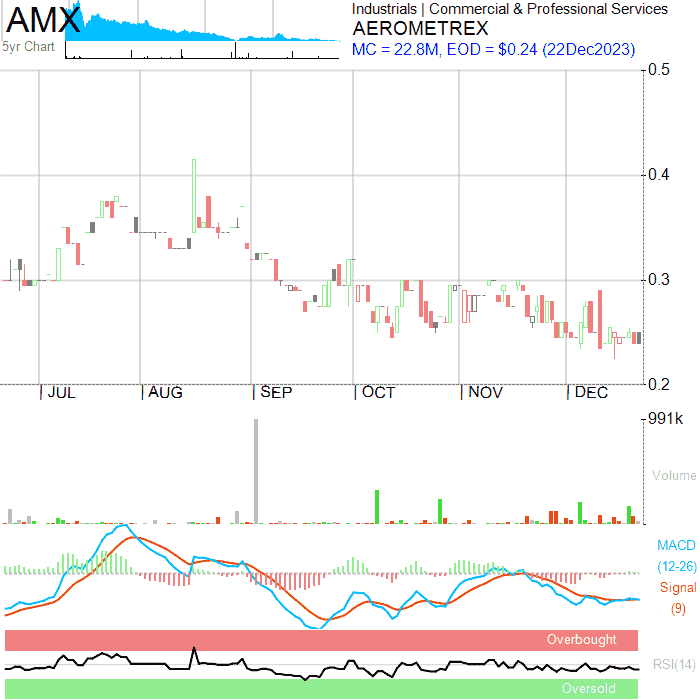 AMX
5yr Chart
Industrials | Commercial & Professional Services
AEROMETREX
MC = 22.8M, EOD = $0.24 (22Dec2023)
0.5
0.4
0.3
0.2
JUL AUG SEP OCT NOV DEC
991k
Volume
MACD
(12-26)
Signal
(9)
Overbought
RSI(14)
Oversold